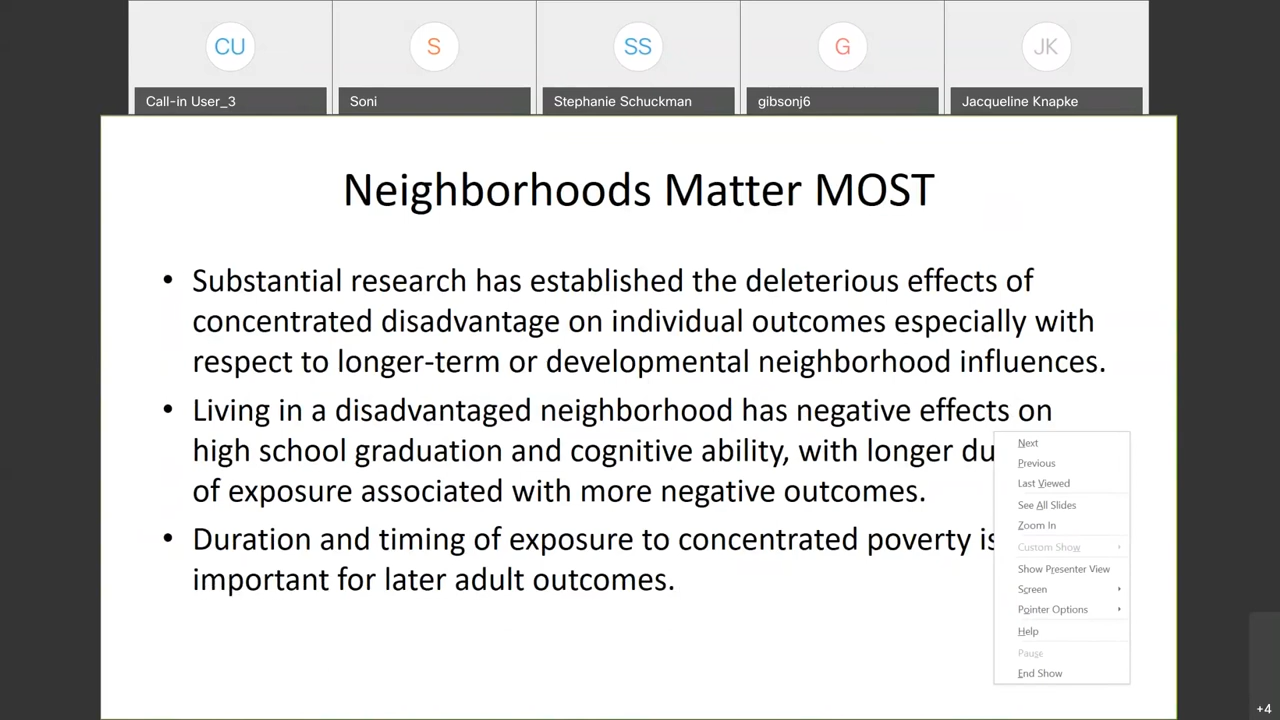 CU
S
SS
G
JK
Call-in User_3
Soni
Stephanie Schuckman
gibsonj6
Jacqueline Knapke
Neighborhoods Matter MOST
• Substantial research has established the deleterious effects of
concentrated disadvantage on individual outcomes especially with
respect to longer-term or developmental neighborhood influences.
• Living in a disadvantaged neighborhood has negative effects on
high school graduation and cognitive ability, with longer
of exposure associated with more negative outcomes.
• Duration and timing of exposure to concentrated poverty is
important for later adult outcomes.
Next
Previous
Last Viewed
See All Slides
Zoom In
Custom Show
Show Presenter View
Screen
Pointer Options
Help
Pause
End Show
+4